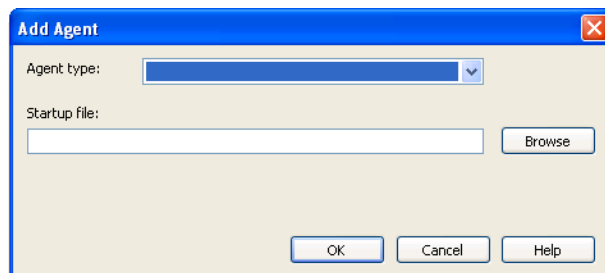 Add Agent
Agent type:
Startup file:
Browse
OK Cancel Help